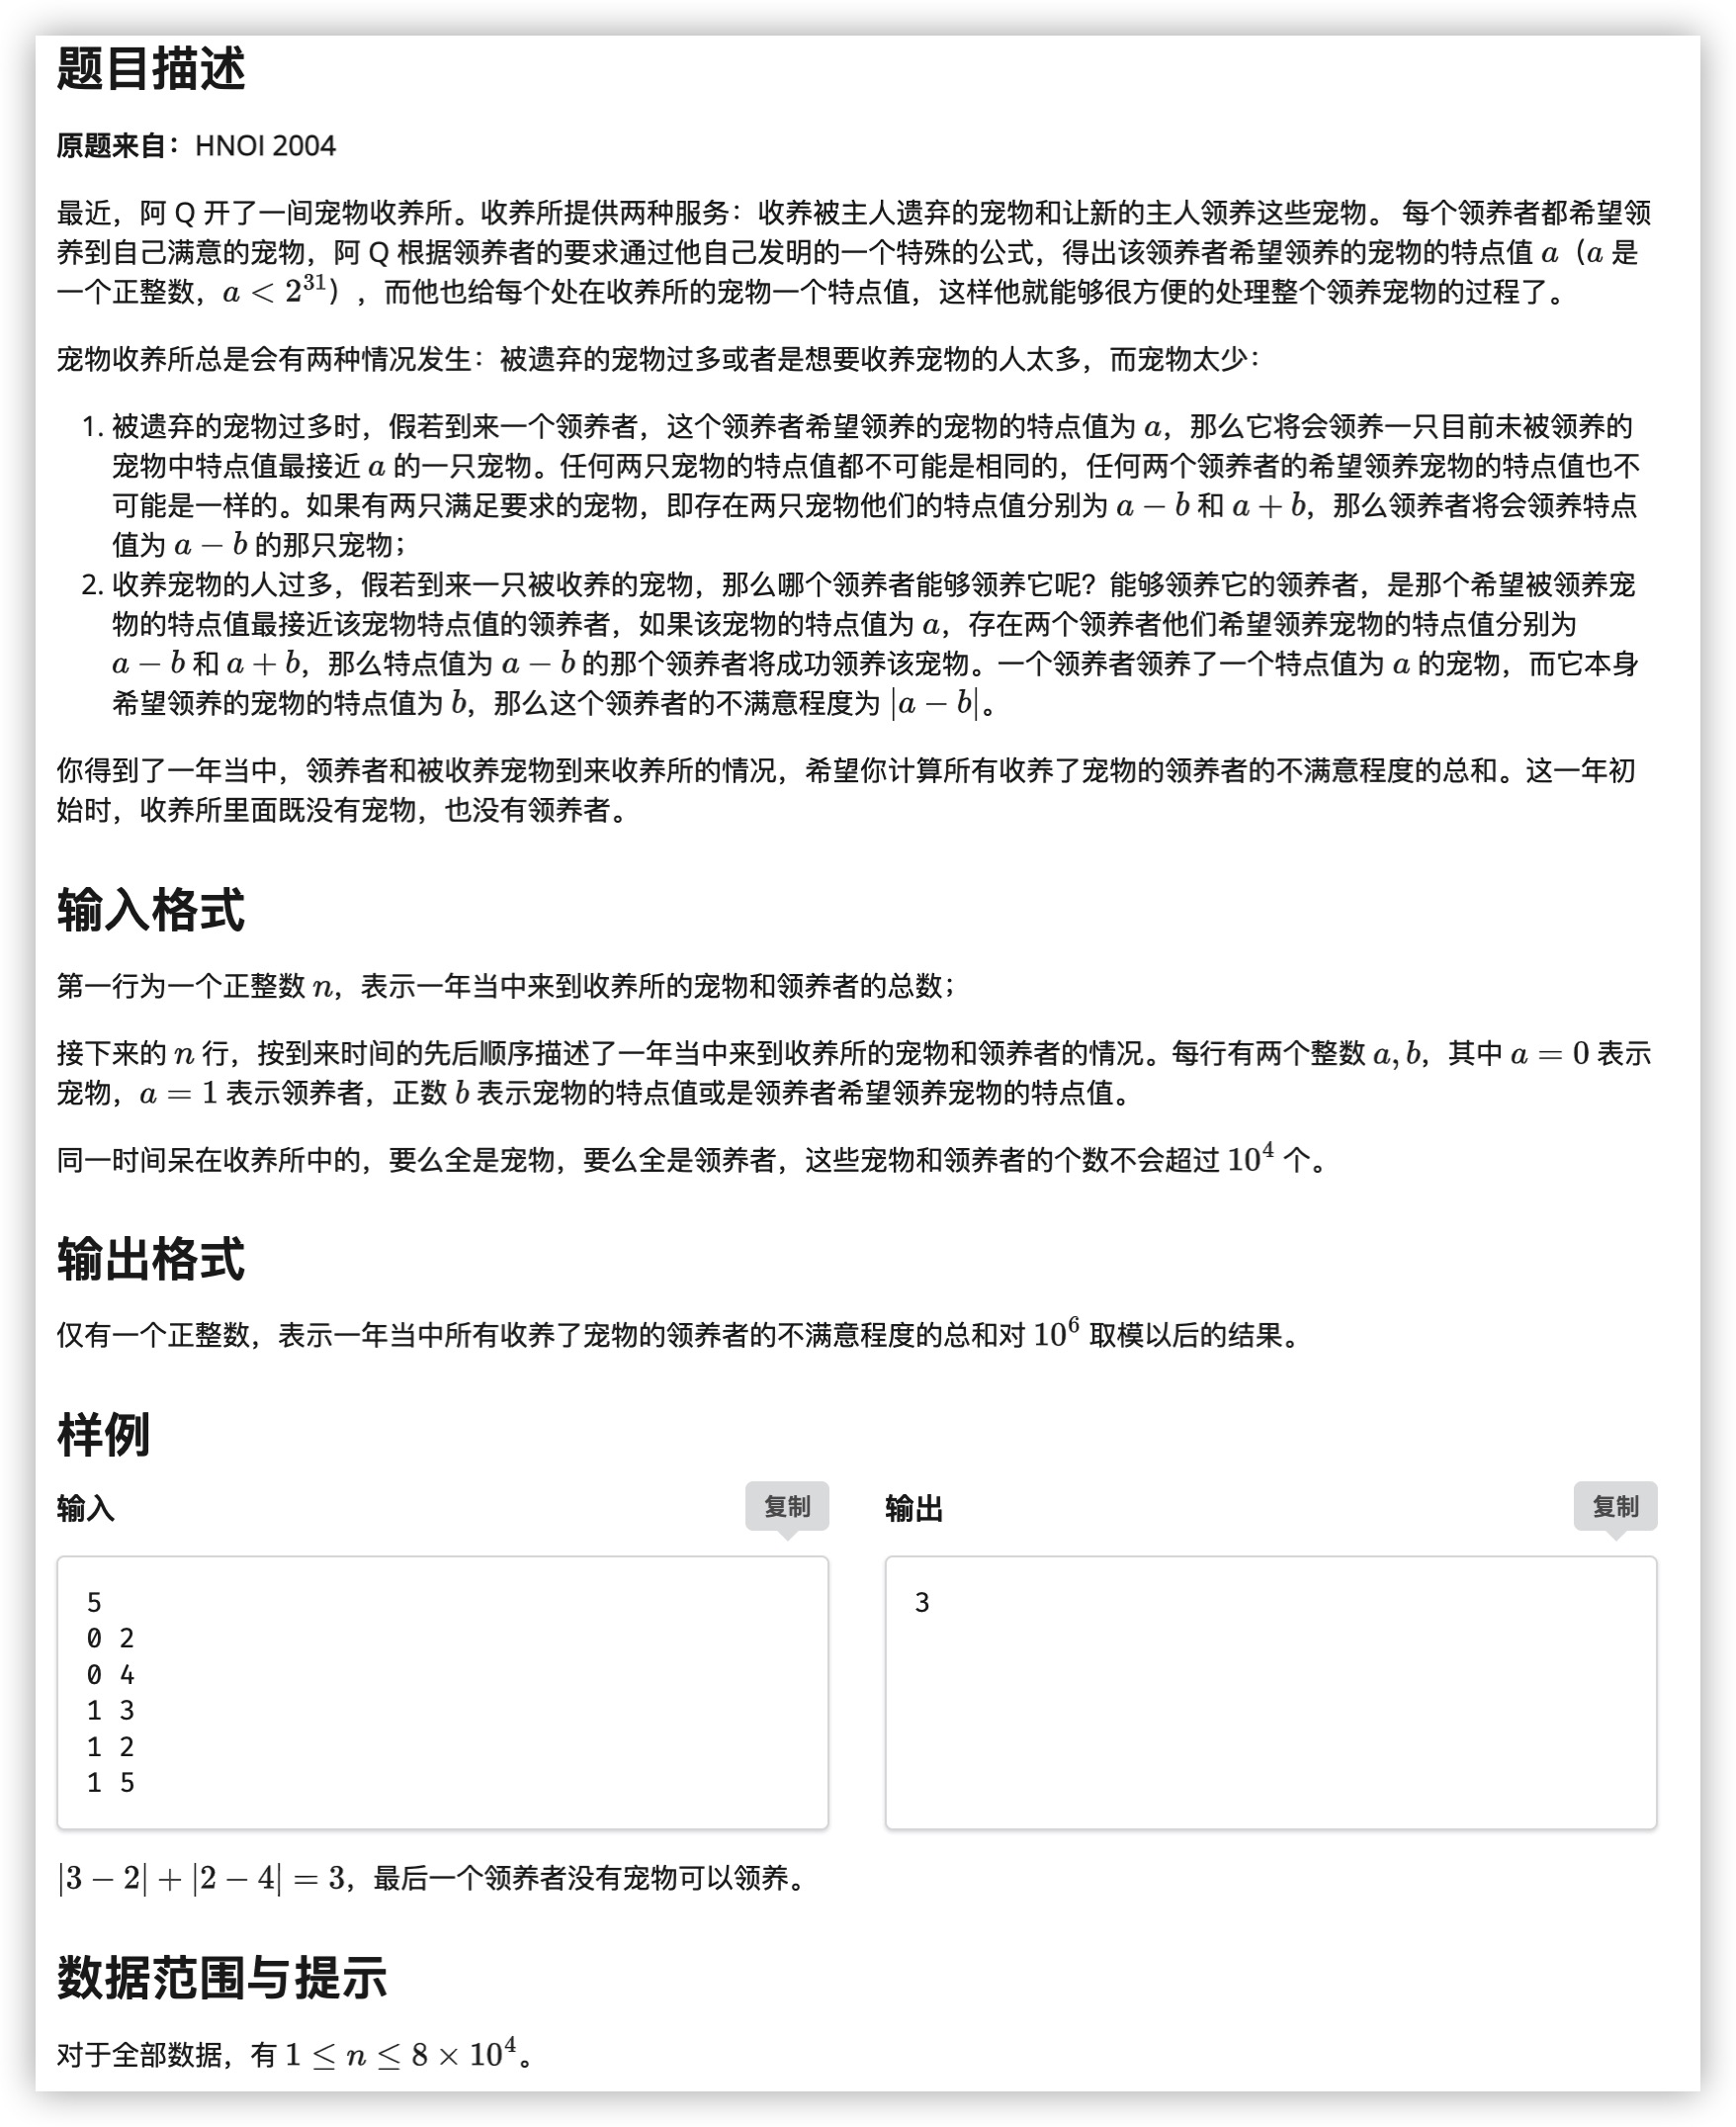 题目描述
原题来自：HNOI 2004
最近，阿 Q 开了一间宠物收养所。收养所提供两种服务：收养被主人遗弃的宠物和让新的主人领养这些宠物。 每个领养者都希望领
养到自己满意的宠物，阿 Q 根据领养者的要求通过他自己发明的一个特殊的公式，得出该领养者希望领养的宠物的特点值 a（a 是
一个正整数，a < 2^31），而他也给每个处在收养所的宠物一个特点值，这样他就能够很方便的处理整个领养宠物的过程了。
宠物收养所总是会有两种情况发生：被遗弃的宠物过多或者是想要收养宠物的人太多，而宠物太少：
1. 被遗弃的宠物过多时，假若到来一个领养者，这个领养者希望领养的宠物的特点值为 a，那么它将会领养一只目前未被领养的
宠物中特点值最接近 a 的一只宠物。任何两只宠物的特点值都不可能是相同的，任何两个领养者的希望领养宠物的特点值也不
可能是一样的。如果有两只满足要求的宠物，即存在两只宠物他们的特点值分别为 a − b 和 a + b，那么领养者将会领养特点
值为 a − b 的那只宠物；
2. 收养宠物的人过多，假若到来一只被收养的宠物，那么哪个领养者能够领养它呢？能够领养它的领养者，是那个希望被领养宠
物的特点值最接近该宠物特点值的领养者，如果该宠物的特点值为 a，存在两个领养者他们希望领养宠物的特点值分别为
a − b 和 a + b，那么特点值为 a − b 的那个领养者将成功领养该宠物。一个领养者领养了一个特点值为 a 的宠物，而它本身
希望领养的宠物的特点值为 b，那么这个领养者的不满意程度为 |a − b|。
你得到了一年当中，领养者和被收养宠物到来收养所的情况，希望你计算所有收养了宠物的领养者的不满意程度的总和。这一年初
始时，收养所里面既没有宠物，也没有领养者。
输入格式
第一行为一个正整数 n，表示一年当中来到收养所的宠物和领养者的总数；
接下来的 n 行，按到来时间的先后顺序描述了一年当中来到收养所的宠物和领养者的情况。每行有两个整数 a, b，其中 a = 0 表示
宠物，a = 1 表示领养者，正数 b 表示宠物的特点值或是领养者希望领养宠物的特点值。
同一时间呆在收养所中的，要么全是宠物，要么全是领养者，这些宠物和领养者的个数不会超过 10^4 个。
输出格式
仅有一个正整数，表示一年当中所有收养了宠物的领养者的不满意程度的总和对 10^6 取模以后的结果。
样例
输入
复制
5
0 2
0 4
1 3
1 2
1 5
输出
复制
3
|3 − 2| + |2 − 4| = 3，最后一个领养者没有宠物可以领养。
数据范围与提示
对于全部数据，有 1 ≤ n ≤ 8 × 10^4。